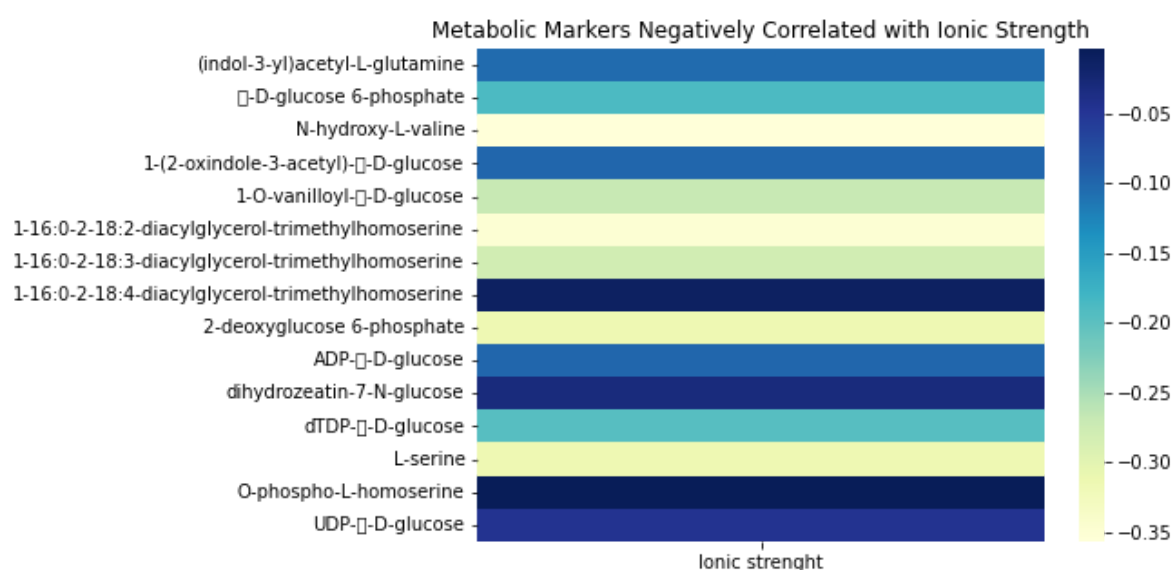 Metabolic Markers Negatively Correlated with Ionic Strength
(indol-3-yl)acetyl-L-glutamine
▯-D-glucose 6-phosphate
N-hydroxy-L-valine
1-(2-oxindole-3-acetyl)-▯-D-glucose
1-O-vanilloyl-▯-D-glucose
1-16:0-2-18:2-diacylglycerol-trimethylhomoserine
1-16:0-2-18:3-diacylglycerol-trimethylhomoserine
1-16:0-2-18:4-diacylglycerol-trimethylhomoserine
2-deoxyglucose 6-phosphate
ADP-▯-D-glucose
dihydrozeatin-7-N-glucose
dTDP-▯-D-glucose
L-serine
O-phospho-L-homoserine
UDP-▯-D-glucose
Ionic strenght
−0.05
−0.10
−0.15
−0.20
−0.25
−0.30
−0.35